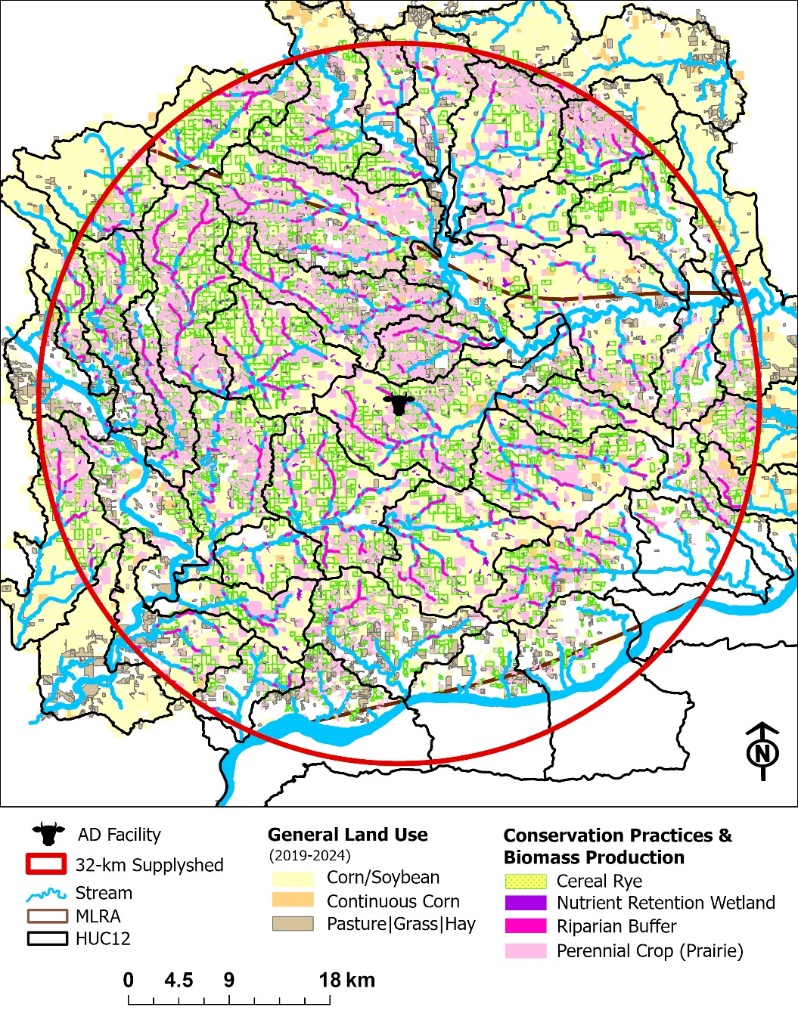 N
AD Facility
32-km Supplyshed
Stream
MLRA
HUC12
General Land Use
(2019-2024)
Corn/Soybean
Continuous Corn
Pasture|Grass|Hay
Conservation Practices &
Biomass Production
Cereal Rye
Nutrient Retention Wetland
Riparian Buffer
Perennial Crop (Prairie)
0 4.5 9 18 km